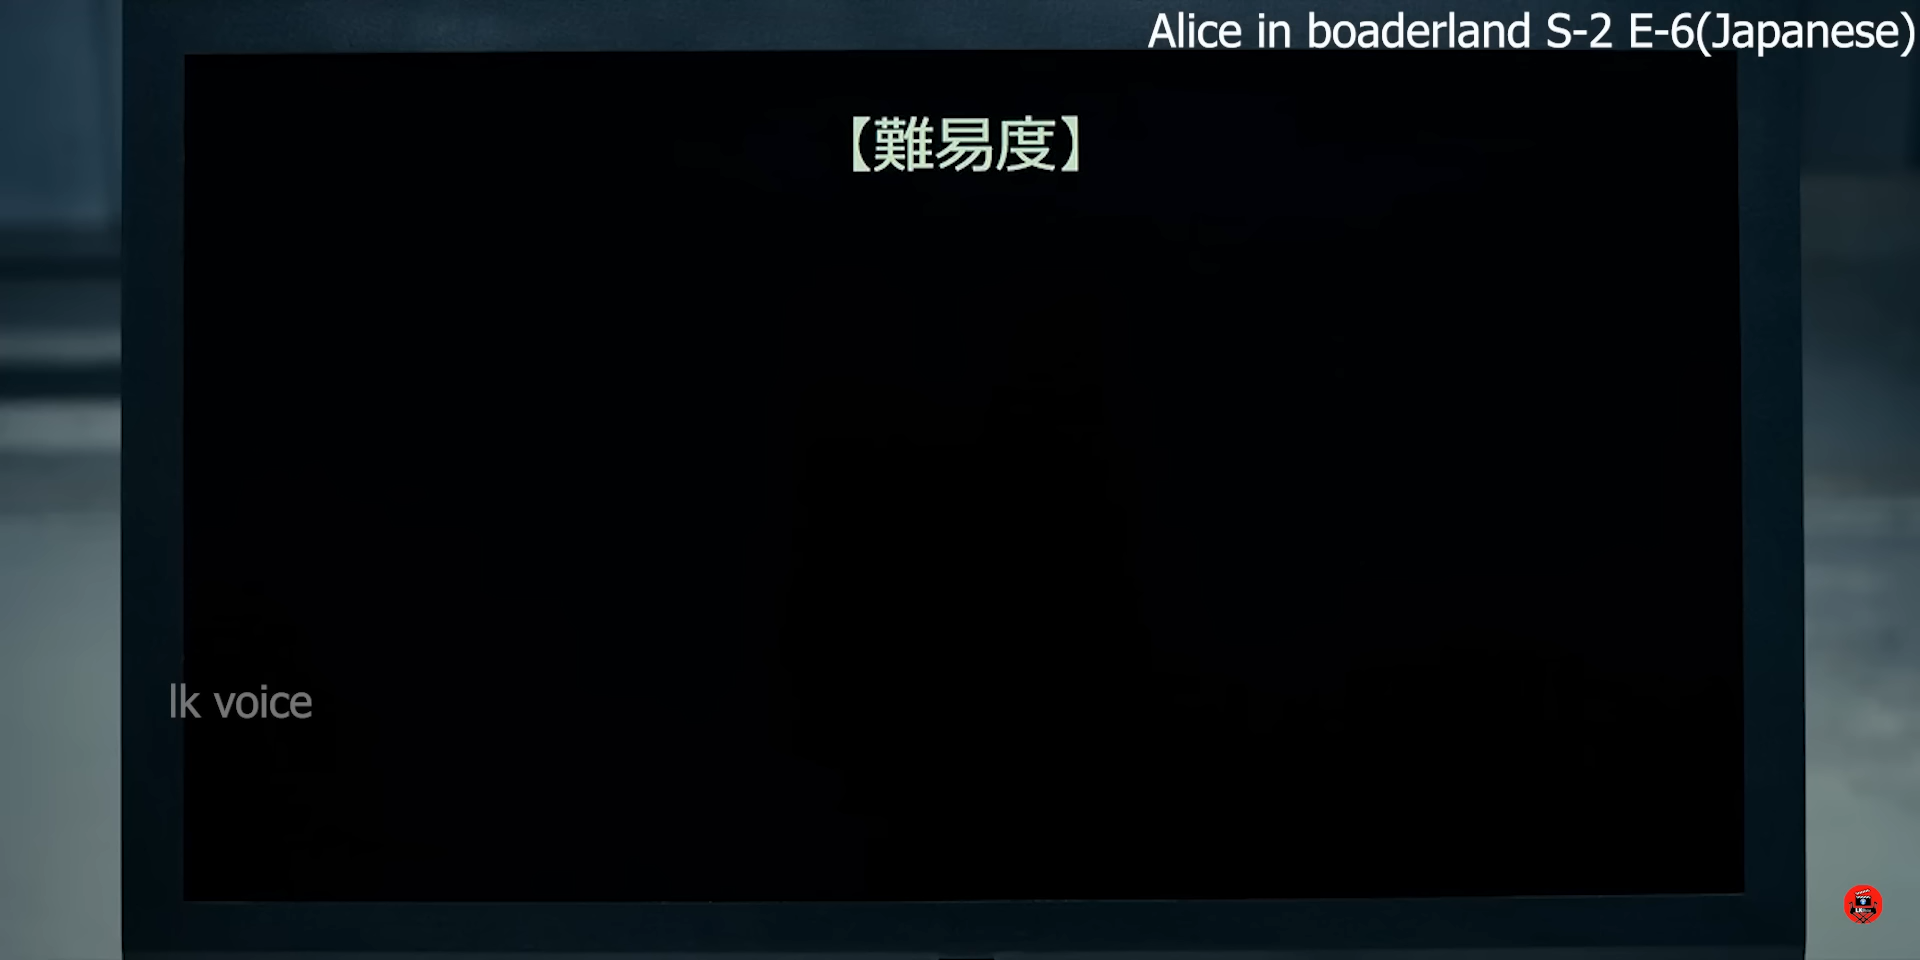 Alice in boaderland S-2 E-6(Japanese)
【難易度】
lk voice